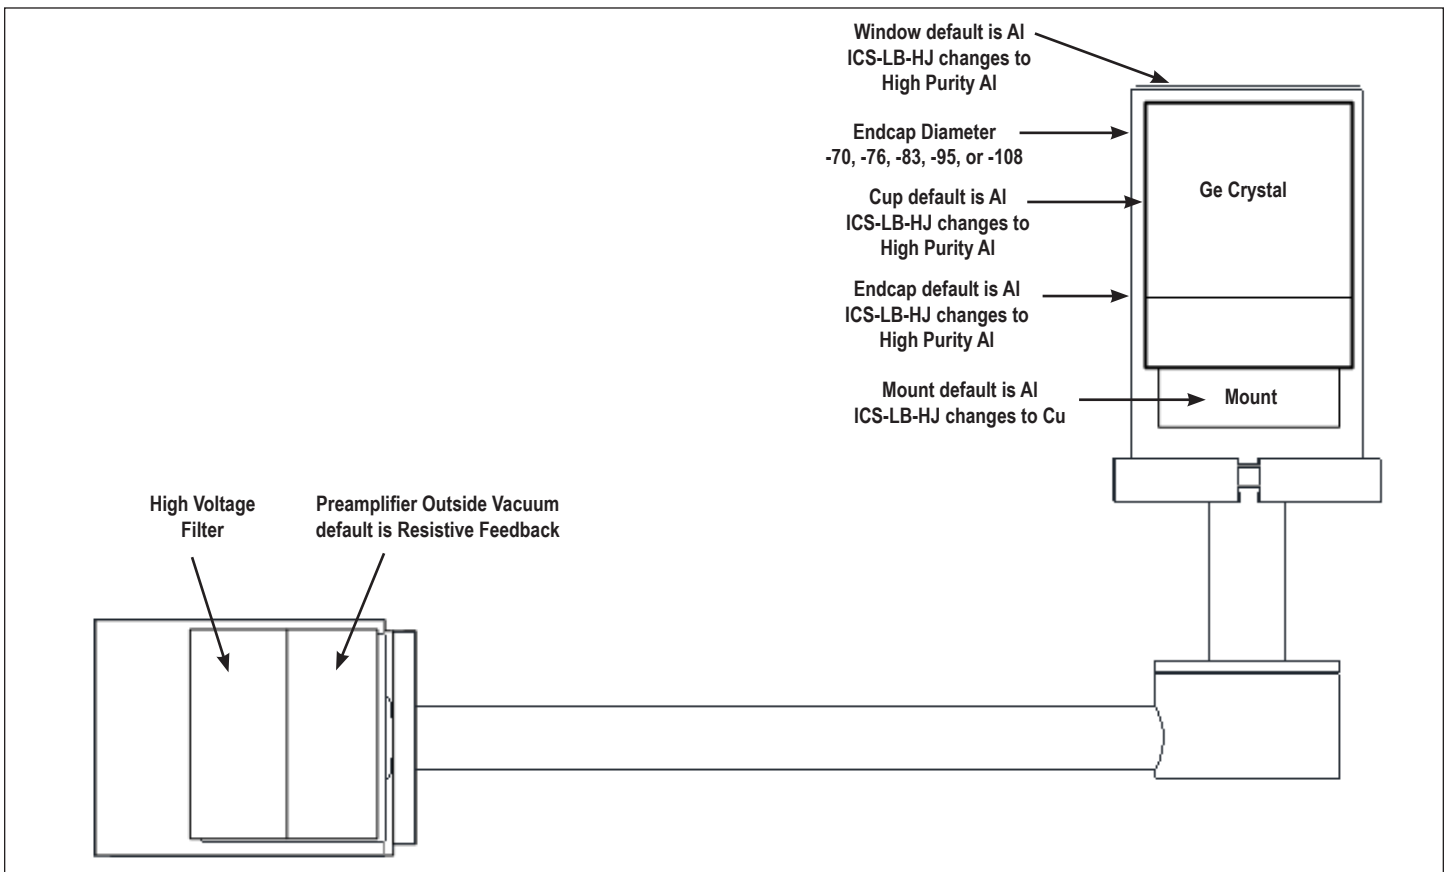 Window default is Al
ICS-LB-HJ changes to
High Purity Al
Endcap Diameter
-70, -76, -83, -95, or -108
Ge Crystal
Cup default is Al
ICS-LB-HJ changes to
High Purity Al
Endcap default is Al
ICS-LB-HJ changes to
High Purity Al
Mount default is Al
ICS-LB-HJ changes to Cu
Mount
High Voltage
Filter
Preamplifier Outside Vacuum
default is Resistive Feedback